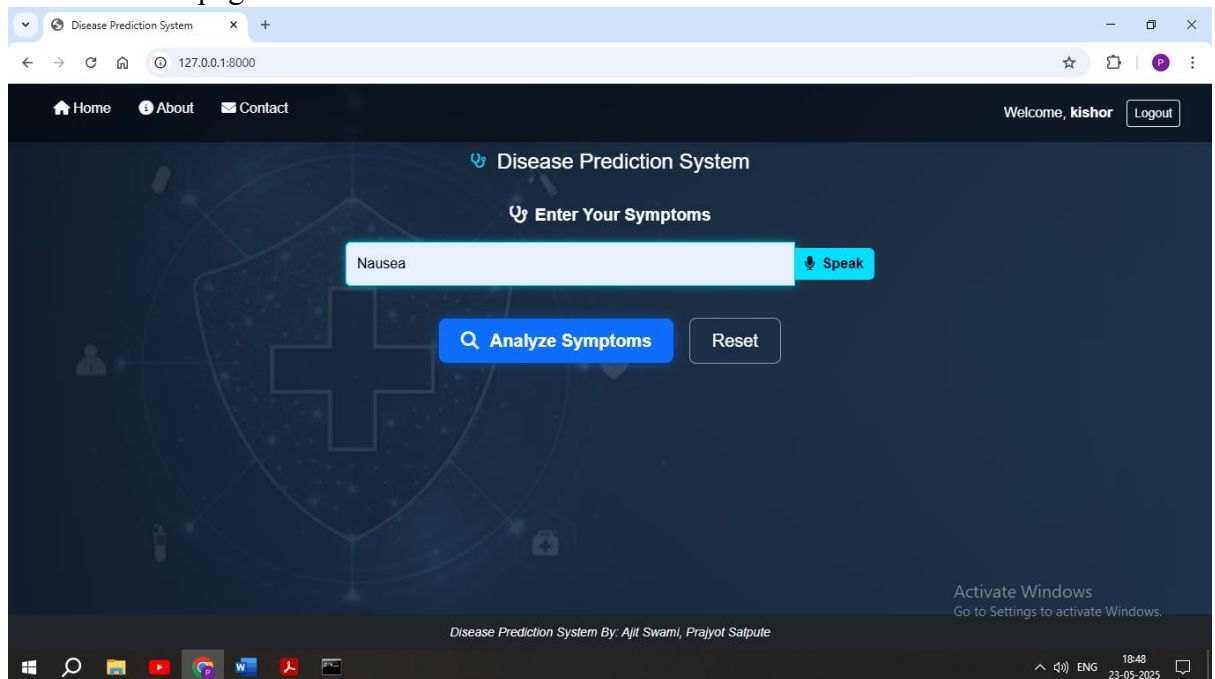 Disease Prediction System
127.0.0.1:8000
P
Home About Contact
Welcome, kishor Logout
Disease Prediction System
Enter Your Symptoms
Nausea Speak
Analyze Symptoms Reset
Activate Windows
Go to Settings to activate Windows.
Disease Prediction System By: Ajit Swami, Prajyot Satpute
ENG 18:48
23-05-2025